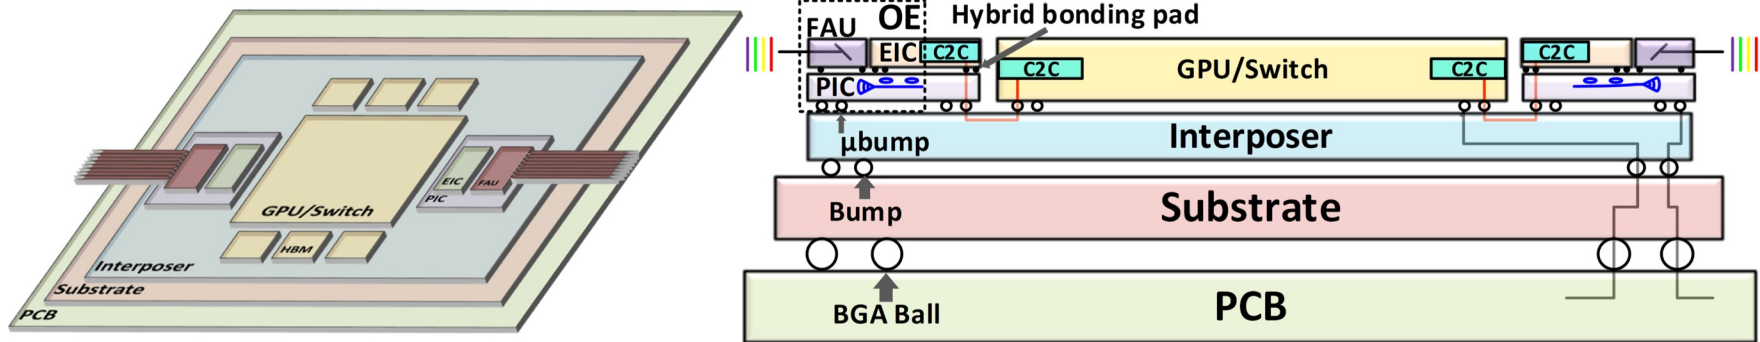 GPU/Switch
EIC
FAU
PIC
HBM
Interposer
Substrate
PCB
OE
Hybrid bonding pad
FAU
EIC
C2C
C2C
GPU/Switch
C2C
C2C
PIC
Interposer
μbump
Substrate
Bump
PCB
BGA Ball